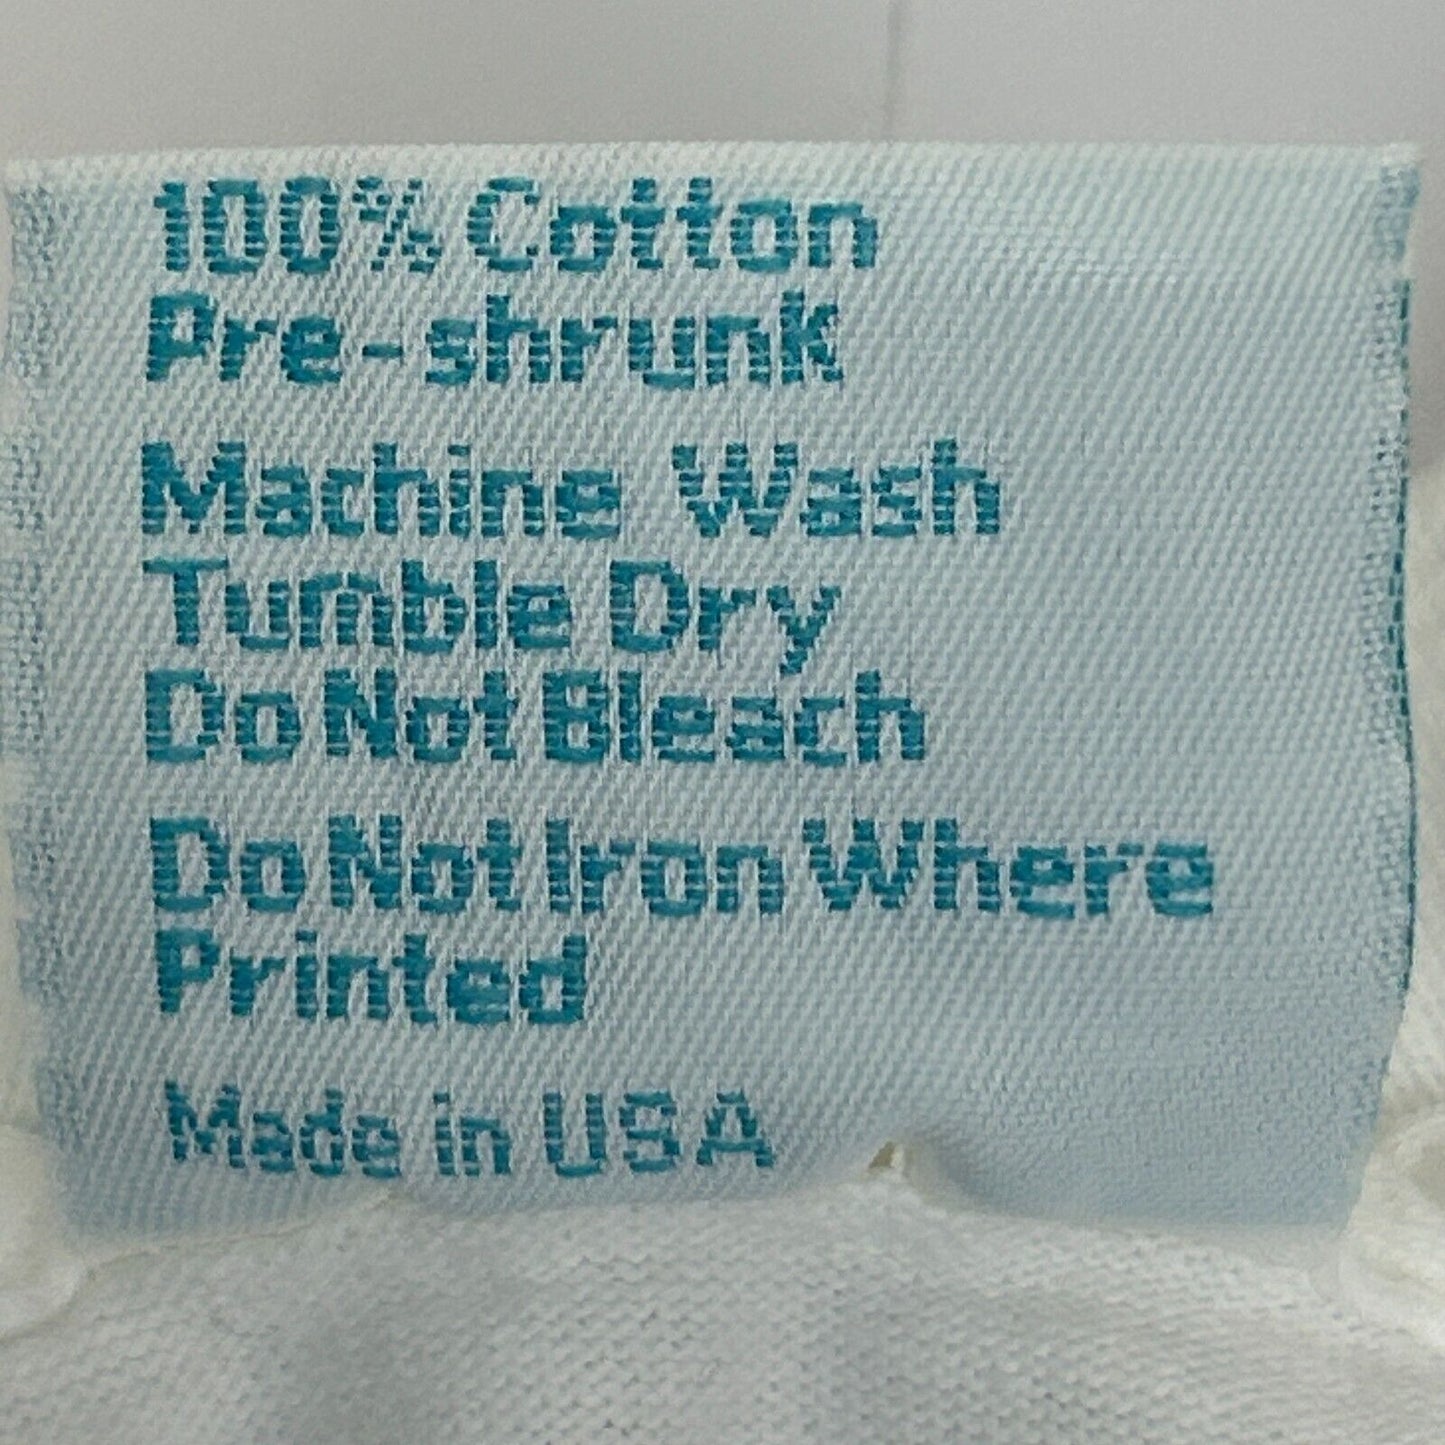 100% Cotton
Pre-shrunk
Machine Wash
Tumble Dry
Do Not Bleach
Do Not Iron Where
Printed
Made in USA